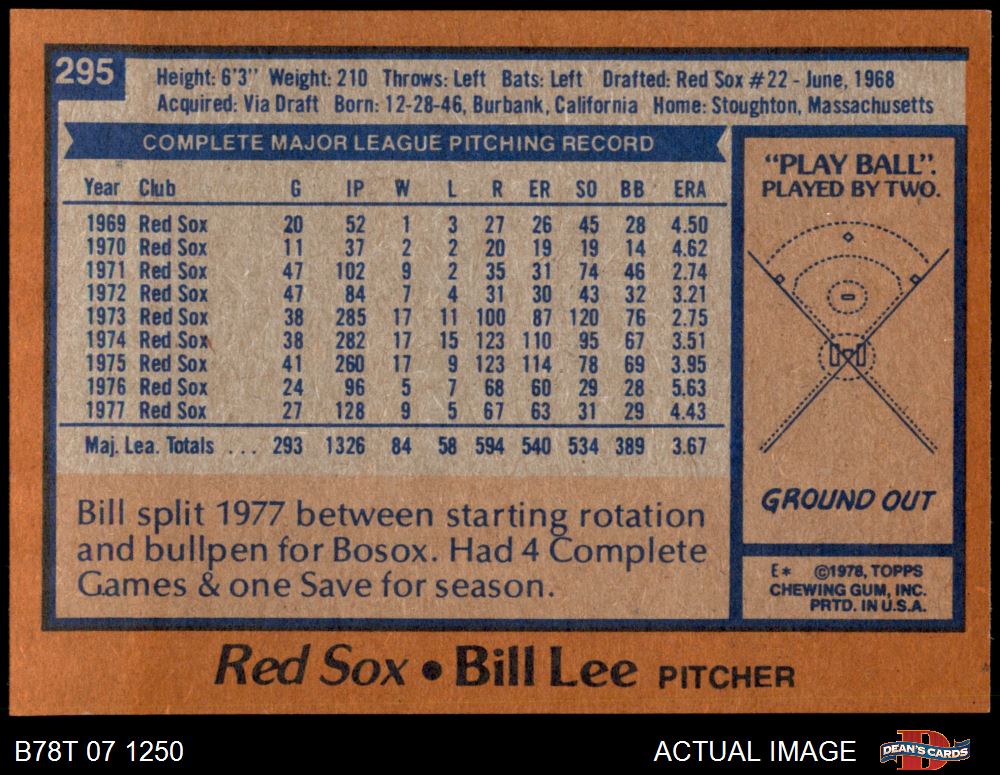 295
Height: 6'3" Weight: 210 Throws: Left Bats: Left Drafted: Red Sox #22 - June, 1968
Acquired: Via Draft Born: 12-28-46, Burbank, California Home: Stoughton, Massachusetts
COMPLETE MAJOR LEAGUE PITCHING RECORD
Year Club G IP W L R ER SO BB ERA
1969 Red Sox 20 52 1 3 27 26 45 28 4.50
1970 Red Sox 11 37 2 2 20 19 19 14 4.62
1971 Red Sox 47 102 9 2 35 31 74 46 2.74
1972 Red Sox 47 84 7 4 31 30 43 32 3.21
1973 Red Sox 38 285 17 11 100 87 120 76 2.75
1974 Red Sox 38 282 17 15 123 110 95 67 3.51
1975 Red Sox 41 260 17 9 123 114 78 69 3.95
1976 Red Sox 24 96 5 7 68 60 29 28 5.63
1977 Red Sox 27 128 9 5 67 63 31 29 4.43
Maj. Lea. Totals ... 293 1326 84 58 594 540 534 389 3.67
Bill split 1977 between starting rotation
and bullpen for Bosox. Had 4 Complete
Games & one Save for season.
"PLAY BALL".
PLAYED BY TWO.
GROUND OUT
E* ©1978, TOPPS
CHEWING GUM, INC.
PRTD. IN U.S.A.
Red Sox • Bill Lee PITCHER
B78T 07 1250
ACTUAL IMAGE
DEAN'S CARDS